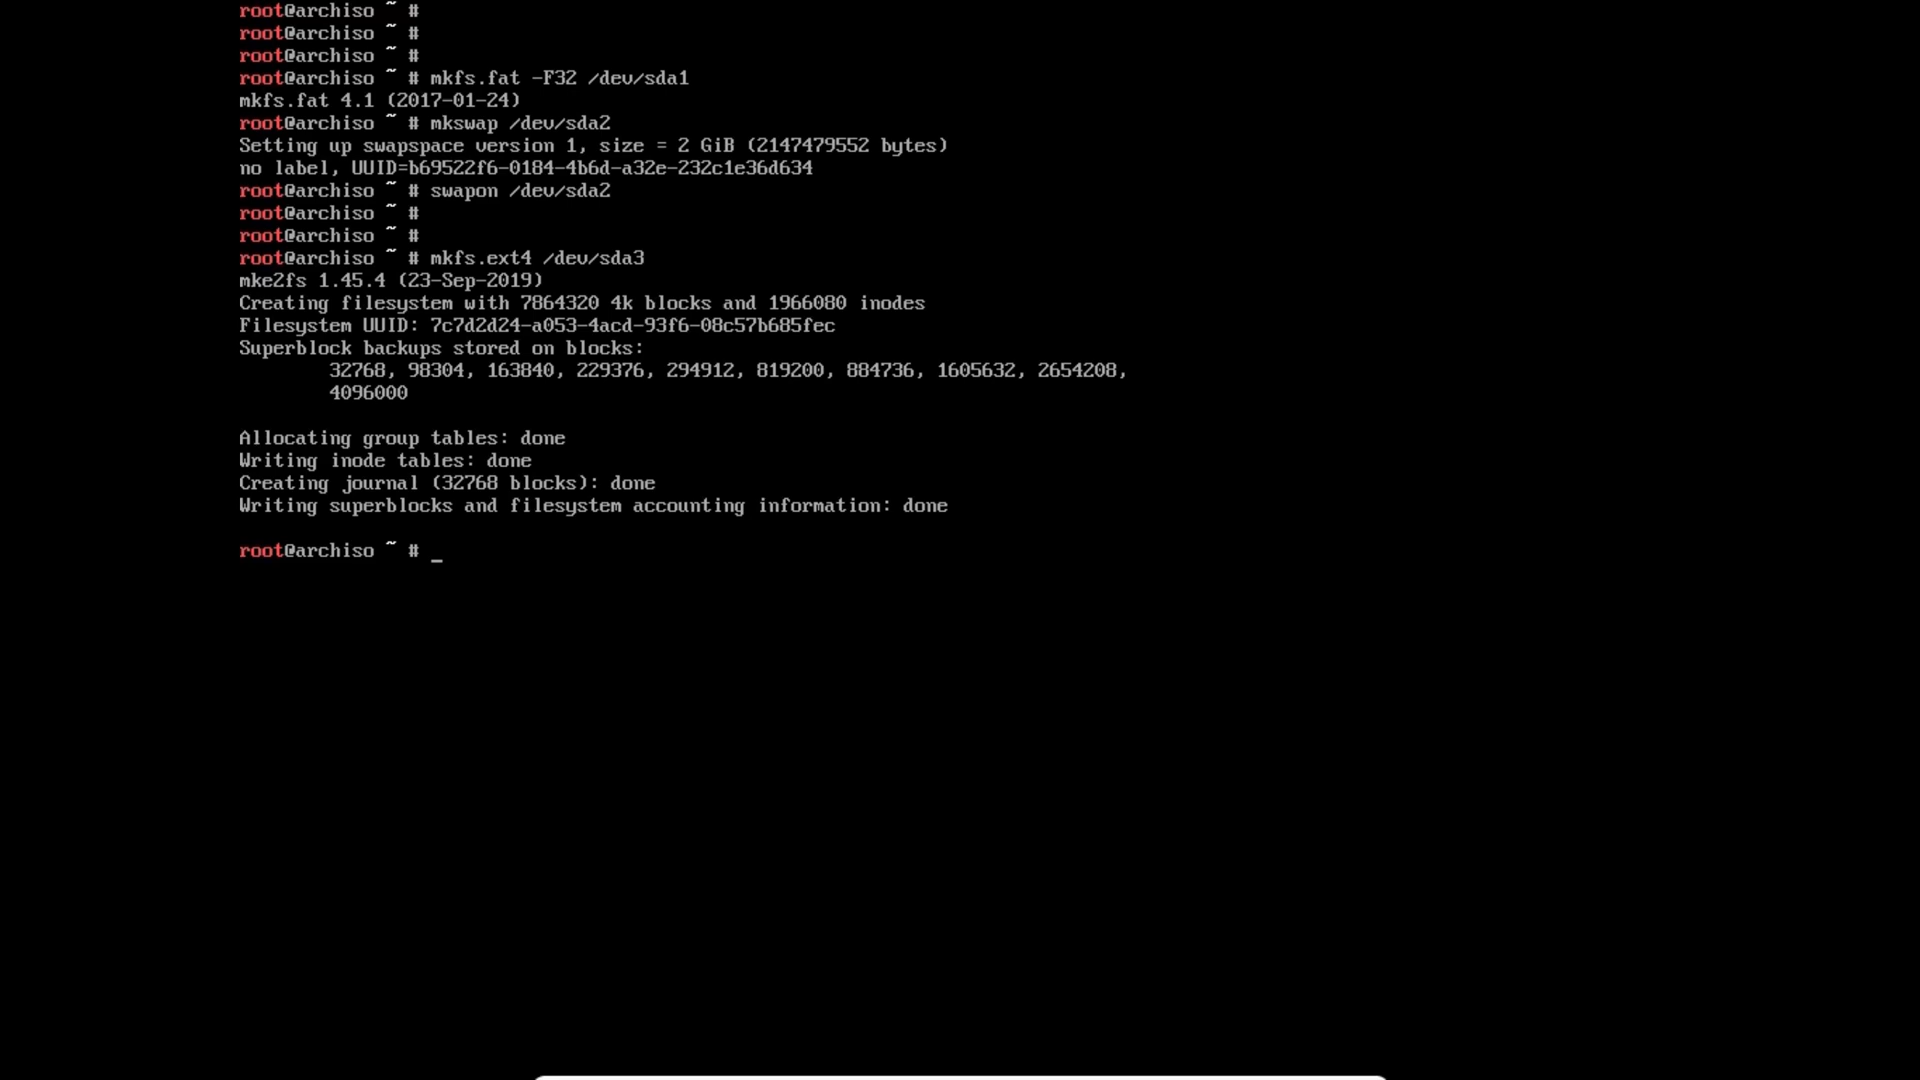 root@archiso ~ #
root@archiso ~ #
root@archiso ~ #
root@archiso ~ # mkfs.fat -F32 /dev/sda1
mkfs.fat 4.1 (2017-01-24)
root@archiso ~ # mkswap /dev/sda2
Setting up swapspace version 1, size = 2 GiB (2147479552 bytes)
no label, UUID=b69522f6-0184-4b6d-a32e-232c1e36d634
root@archiso ~ # swapon /dev/sda2
root@archiso ~ #
root@archiso ~ #
root@archiso ~ # mkfs.ext4 /dev/sda3
mke2fs 1.45.4 (23-Sep-2019)
Creating filesystem with 7864320 4k blocks and 1966080 inodes
Filesystem UUID: 7c7d2d24-a053-4acd-93f6-08c57b685fec
Superblock backups stored on blocks:
32768, 98304, 163840, 229376, 294912, 819200, 884736, 1605632, 2654208,
4096000
Allocating group tables: done
Writing inode tables: done
Creating journal (32768 blocks): done
Writing superblocks and filesystem accounting information: done
root@archiso ~ # _